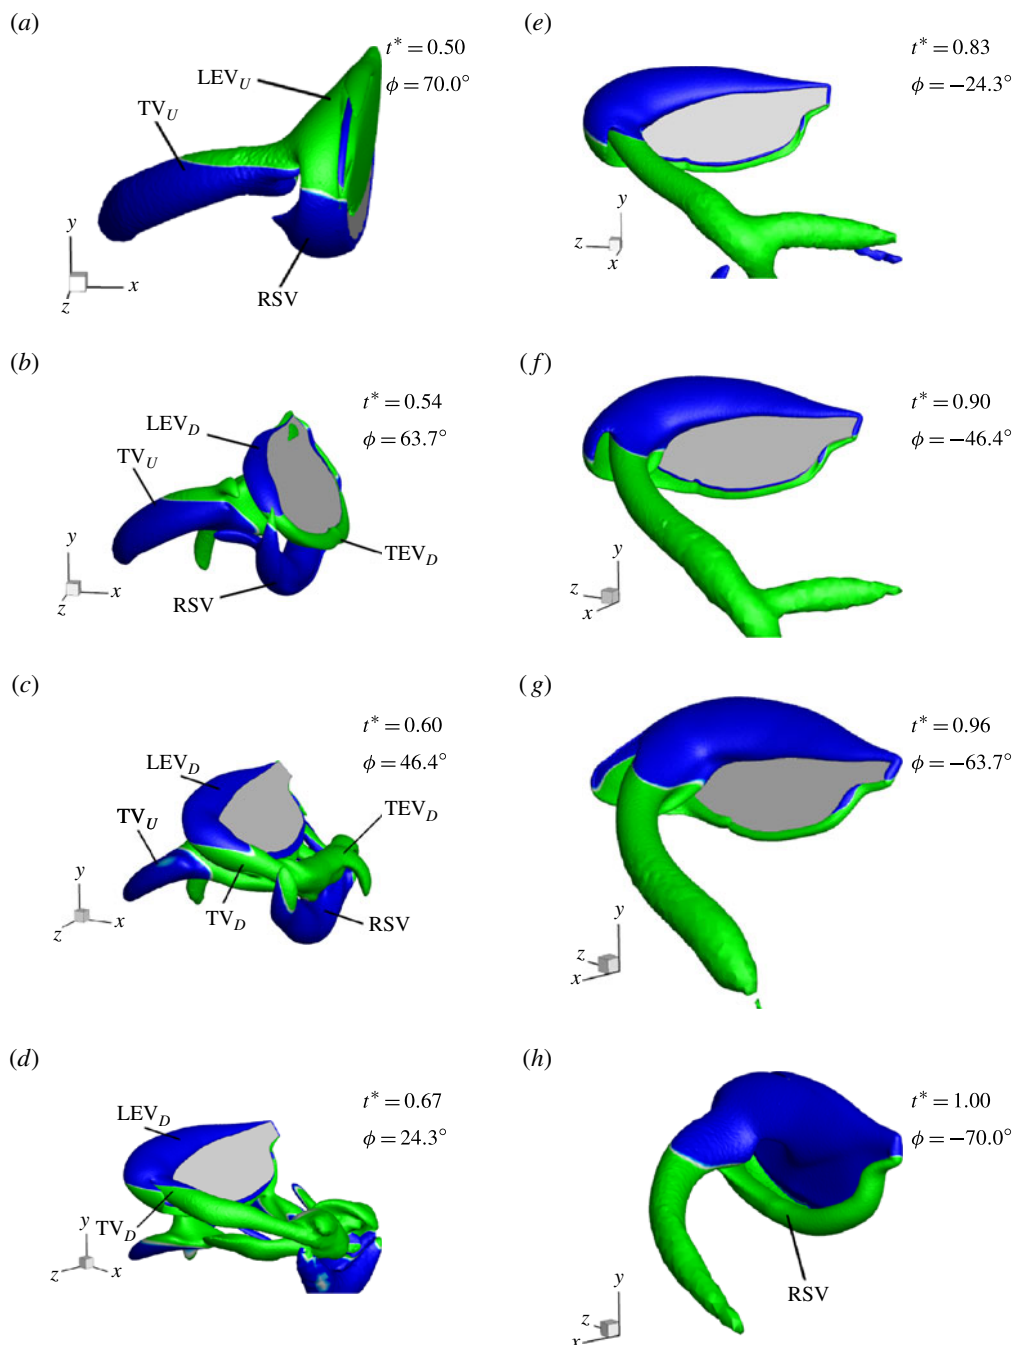 (a)
t* = 0.50
ϕ = 70.0°
LEV_U
TV_U
RSV
y
x
z
(b)
t* = 0.54
ϕ = 63.7°
LEV_D
TV_U
TEV_D
RSV
y
x
z
(c)
t* = 0.60
ϕ = 46.4°
LEV_D
TEV_D
TV_U
TV_D
RSV
y
x
z
(d)
t* = 0.67
ϕ = 24.3°
LEV_D
TV_D
y
z
x
(e)
t* = 0.83
ϕ = −24.3°
y
z
x
(f)
t* = 0.90
ϕ = −46.4°
y
z
x
(g)
t* = 0.96
ϕ = −63.7°
y
z
x
(h)
t* = 1.00
ϕ = −70.0°
RSV
y
z
x